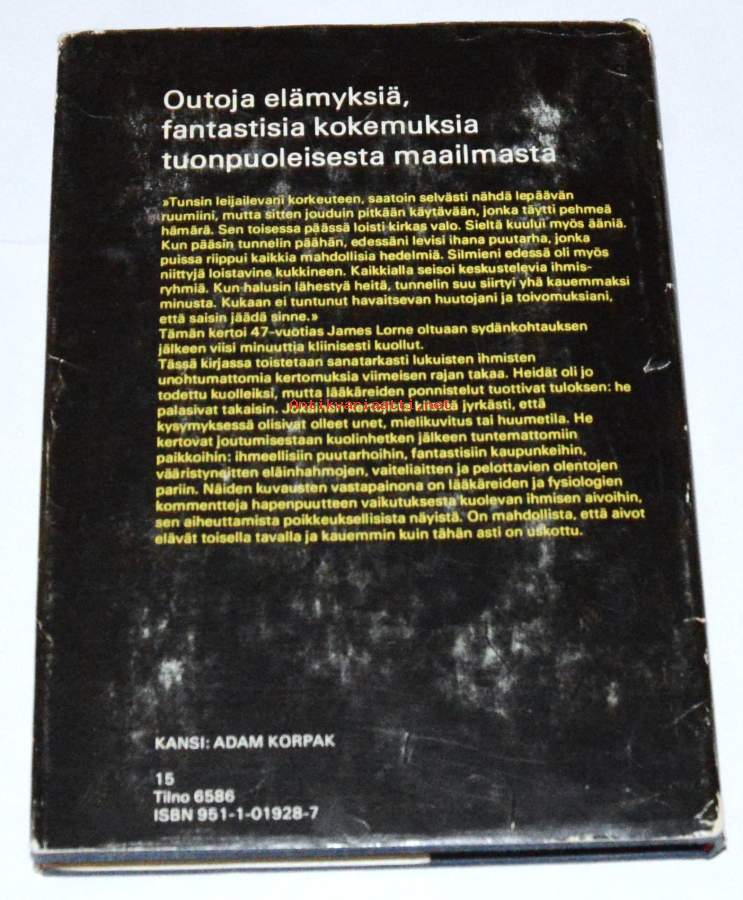 Outoja elämyksiä,
fantastisia kokemuksia
tuonpuoleisesta maailmasta
»Tunsin leijailevani korkeuteen, saatoin selvästi nähdä lepäävän
ruumiini, mutta sitten jouduin pitkään käytävään, jonka täytti pehmeä
hämärä. Sen toisessa päässä loisti kirkas valo. Sieltä kuului myös ääniä.
Kun pääsin tunnelin päähän, edessäni levisi ihana puutarha, jonka
puissa riippui kaikkia mahdollisia hedelmiä. Silmieni edessä oli myös
niittyjä loistavine kukkineen. Kaikkialla seisoi keskustelevia ihmis-
ryhmiä. Kun halusin lähestyä heitä, tunnelin suu siirtyi yhä kauemmaksi
minusta. Kukaan ei tuntunut havaitsevan huutojani ja toivomuksiani,
että saisin jäädä sinne.»
Tämän kertoi 47-vuotias James Lorne oltuaan sydänkohtauksen
jälkeen viisi minuuttia kliinisesti kuollut.
Tässä kirjassa toistetaan sanatarkasti lukuisten ihmisten
unohtumattomia kertomuksia viimeisen rajan takaa. Heidät oli jo
todettu kuolleiksi, mutta lääkäreiden ponnistelut tuottivat tuloksen: he
palasivat takaisin. jyrkästi, että
Antikvariaatti.net
kysymyksessä olisivat olleet unet, mielikuvitus tai huumetila. He
kertovat joutumisestaan kuolinhetken jälkeen tuntemattomiin
paikkoihin: ihmeellisiin puutarhoihin, fantastisiin kaupunkeihin,
vääristyneitten eläinhahmojen, vaiteliaitten ja pelottavien olentojen
pariin. Näiden kuvausten vastapainona on lääkäreiden ja fysiologien
kommentteja hapenpuutteen vaikutuksesta kuolevan ihmisen aivoihin,
sen aiheuttamista poikkeuksellisista näyistä. On mahdollista, että aivot
elävät toisella tavalla ja kauemmin kuin tähän asti on uskottu.
KANSI: ADAM KORPAK
15
Tilno 6586
ISBN 951-1-01928-7